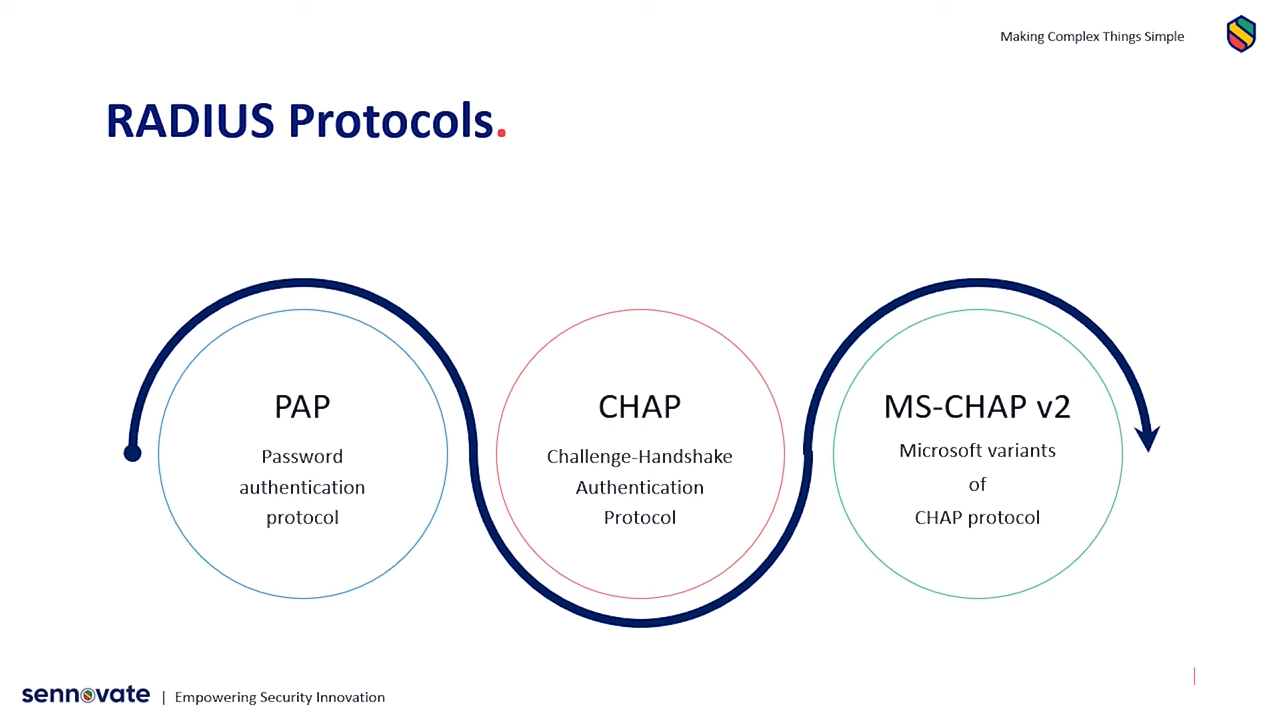 Making Complex Things Simple
RADIUS Protocols.
PAP
Password
authentication
protocol
CHAP
Challenge-Handshake
Authentication
Protocol
MS-CHAP v2
Microsoft variants
of
CHAP protocol
sennovate | Empowering Security Innovation